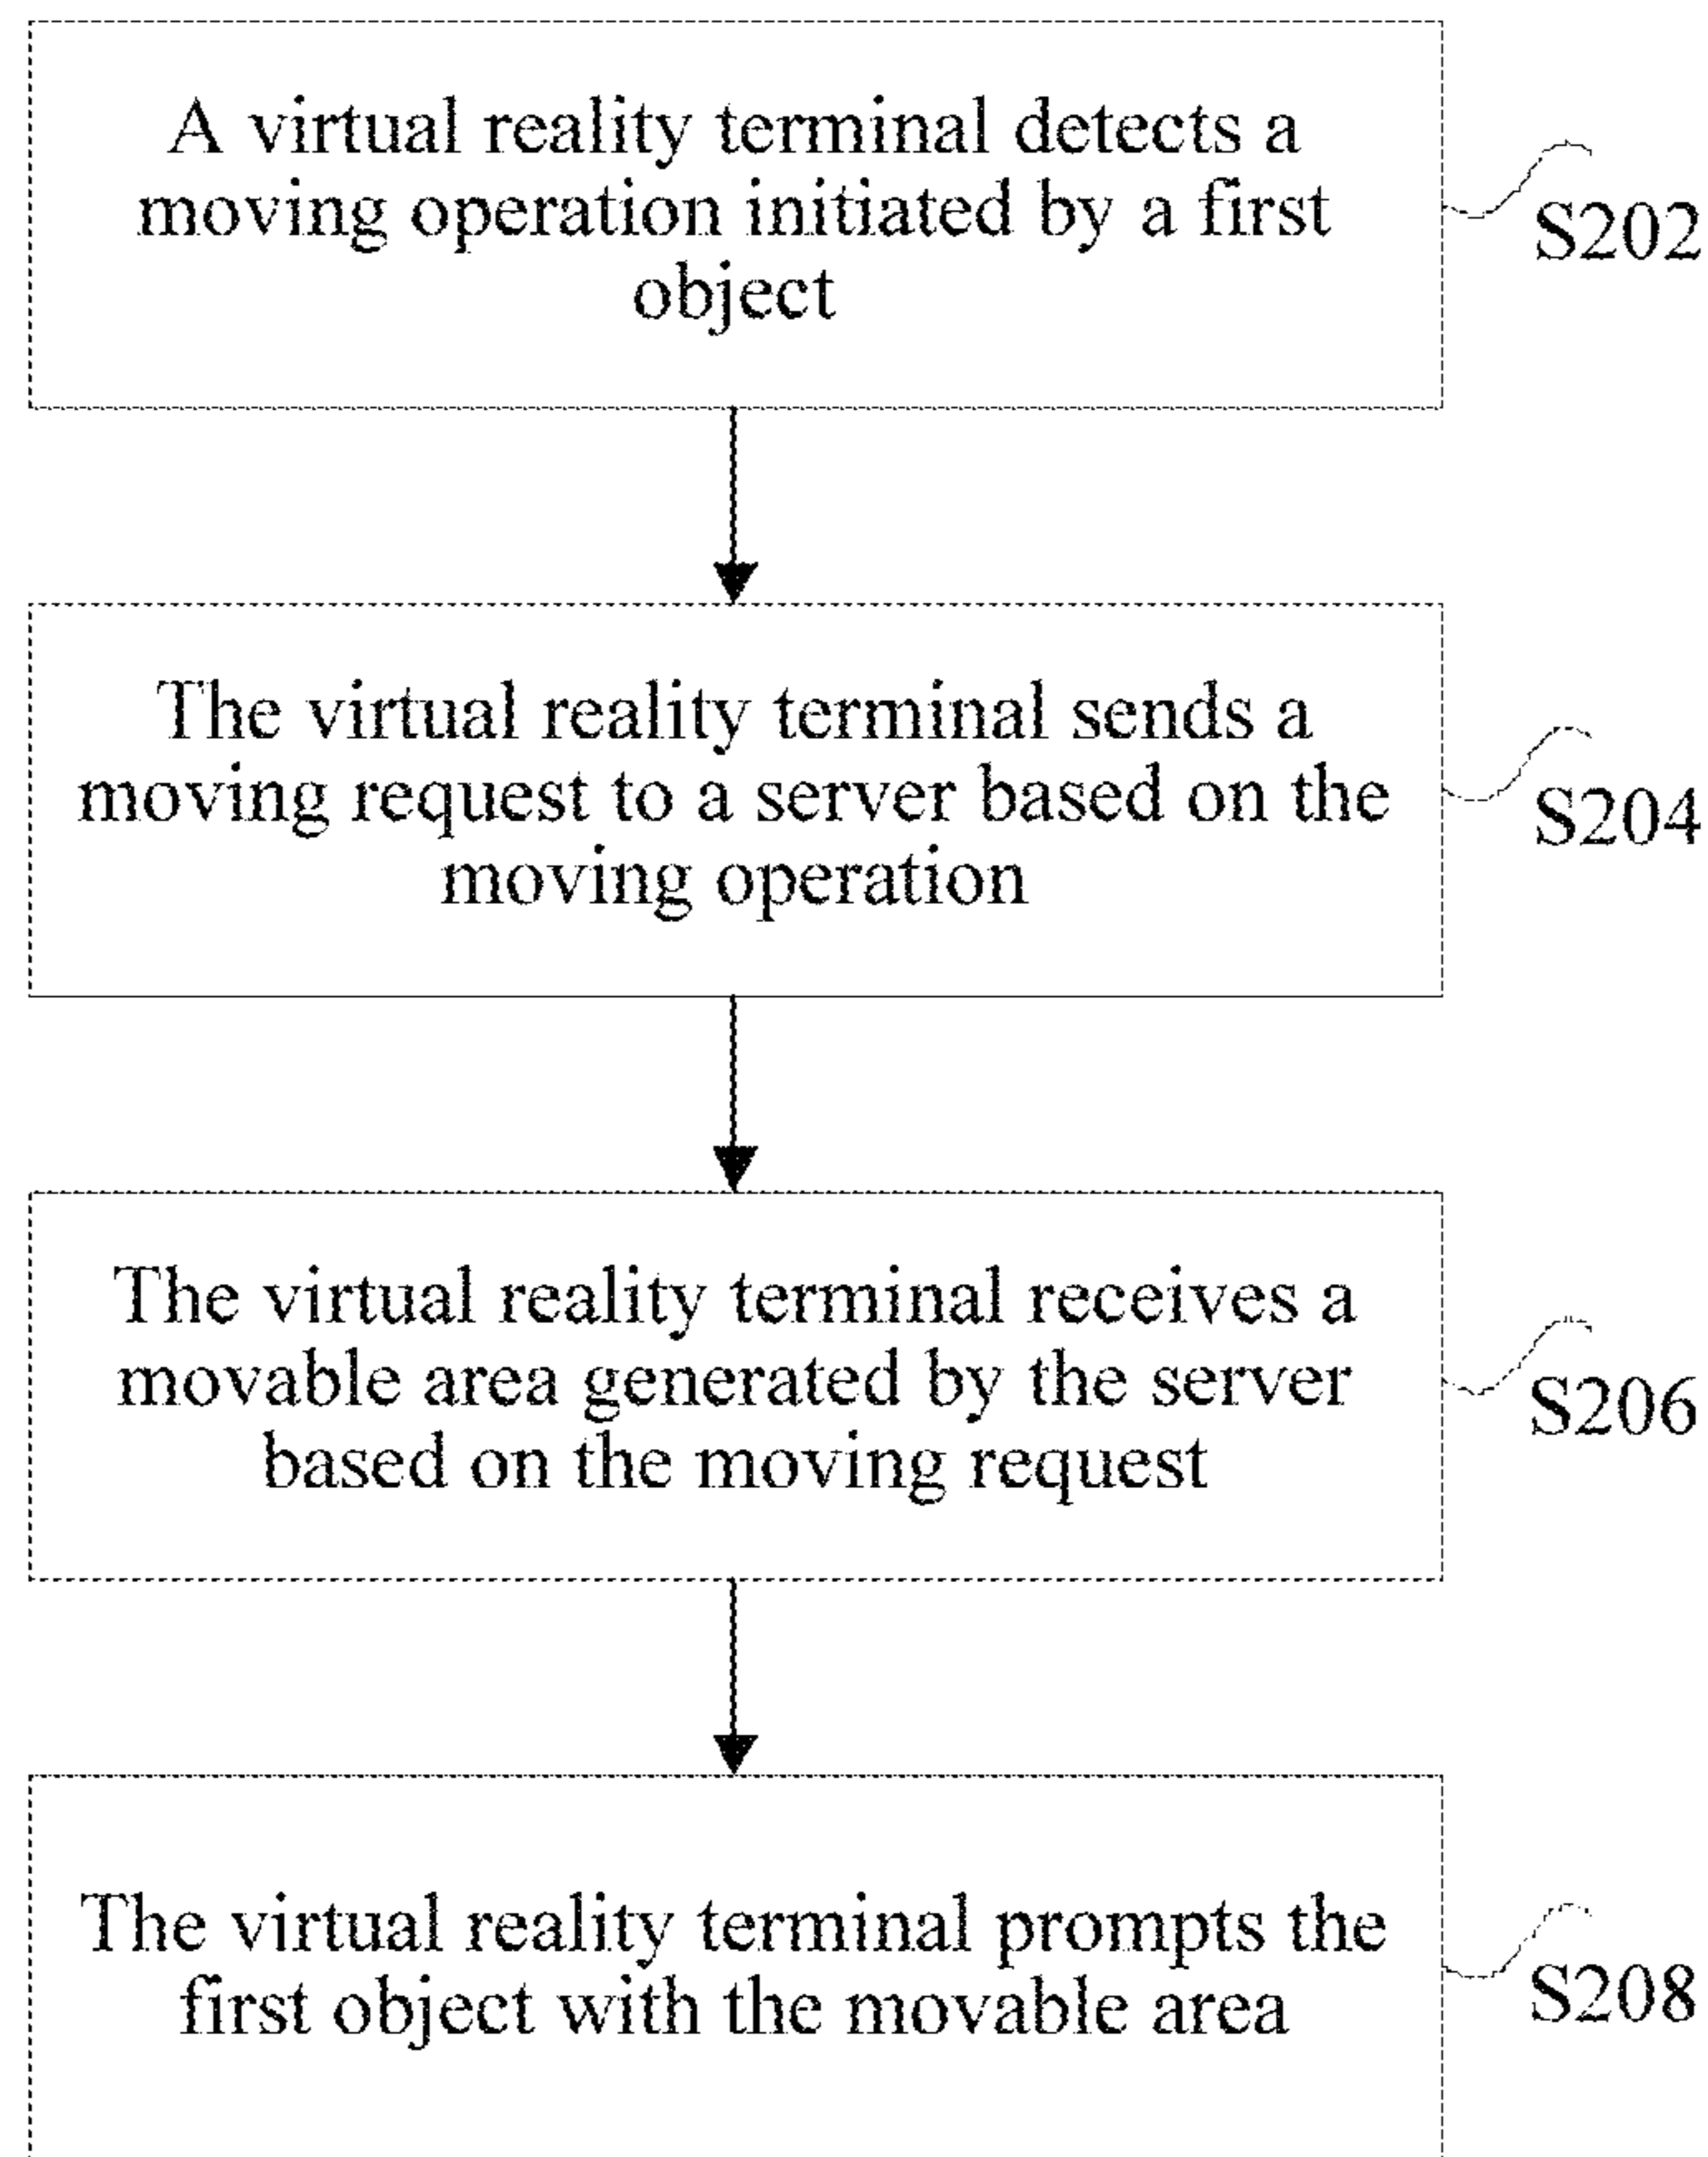 A virtual reality terminal detects a
moving operation initiated by a first
object
S202
The virtual reality terminal sends a
moving request to a server based on the
moving operation
S204
The virtual reality terminal receives a
movable area generated by the server
based on the moving request
S206
The virtual reality terminal prompts the
first object with the movable area
S208